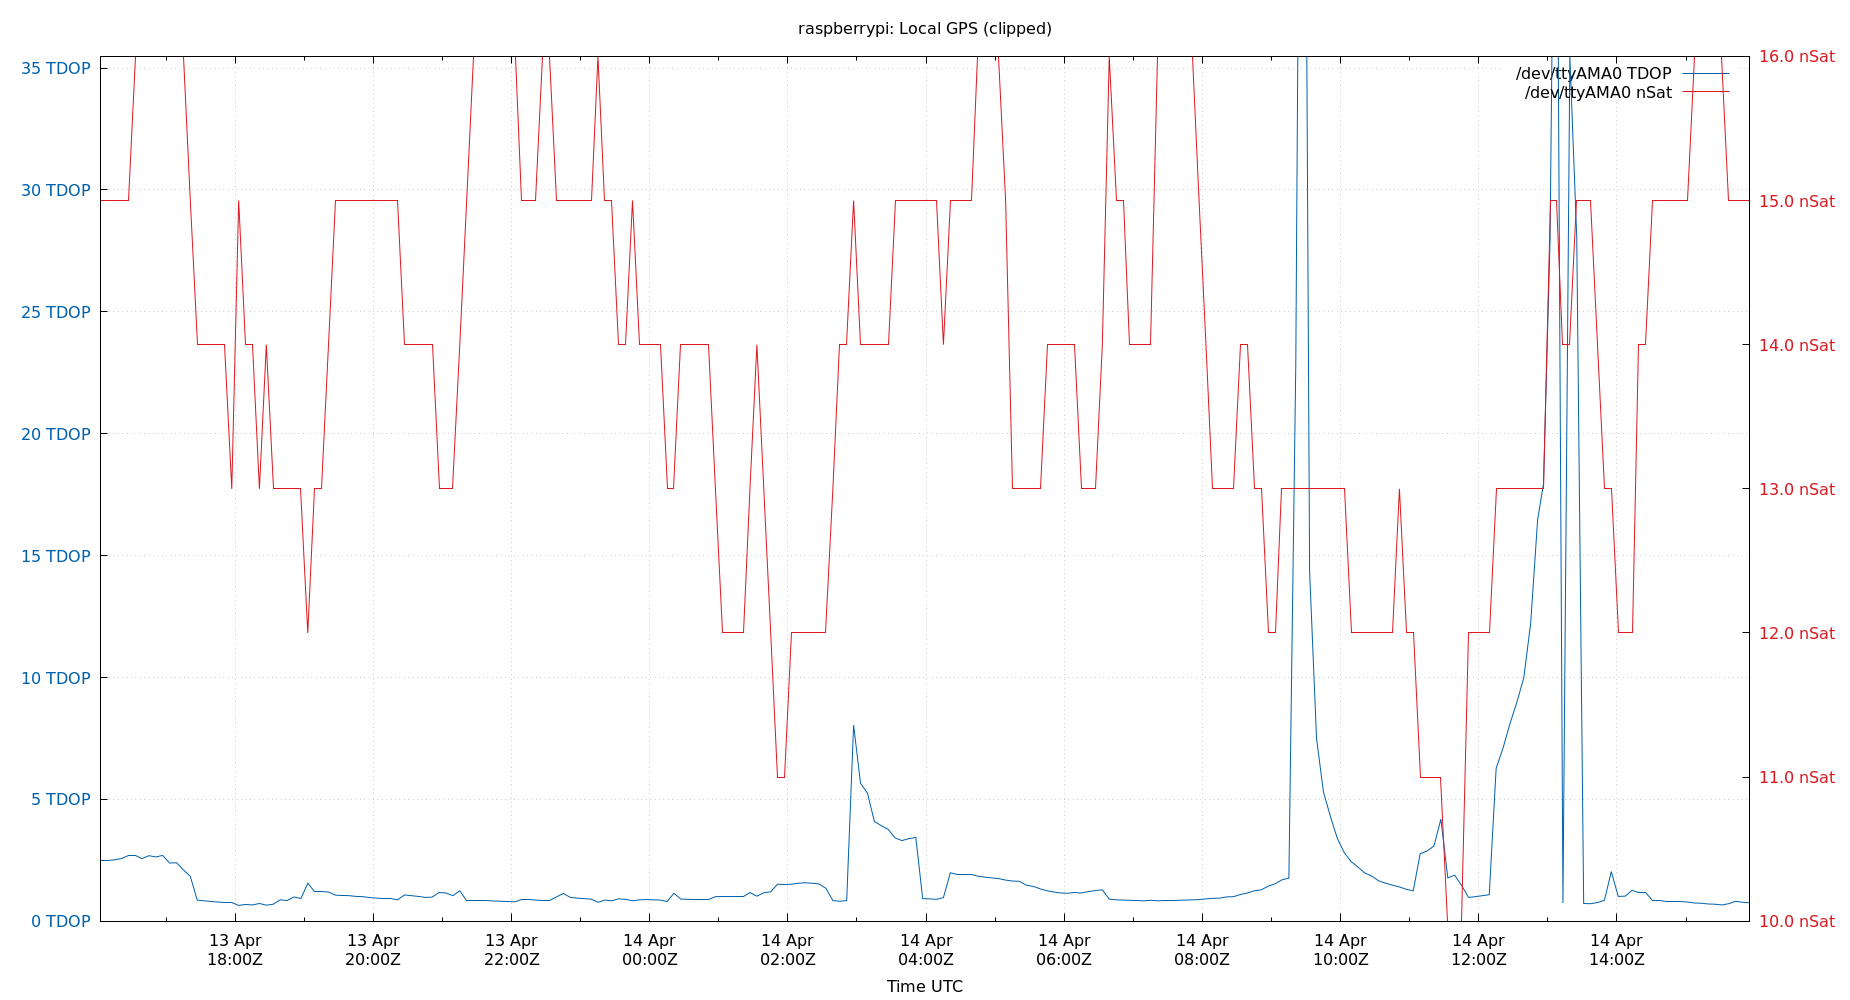 raspberrypi: Local GPS (clipped)
35 TDOP
30 TDOP
25 TDOP
20 TDOP
15 TDOP
10 TDOP
5 TDOP
0 TDOP
16.0 nSat
15.0 nSat
14.0 nSat
13.0 nSat
12.0 nSat
11.0 nSat
10.0 nSat
/dev/ttyAMA0 TDOP
/dev/ttyAMA0 nSat
13 Apr
18:00Z
13 Apr
20:00Z
13 Apr
22:00Z
14 Apr
00:00Z
14 Apr
02:00Z
14 Apr
04:00Z
14 Apr
06:00Z
14 Apr
08:00Z
14 Apr
10:00Z
14 Apr
12:00Z
14 Apr
14:00Z
Time UTC